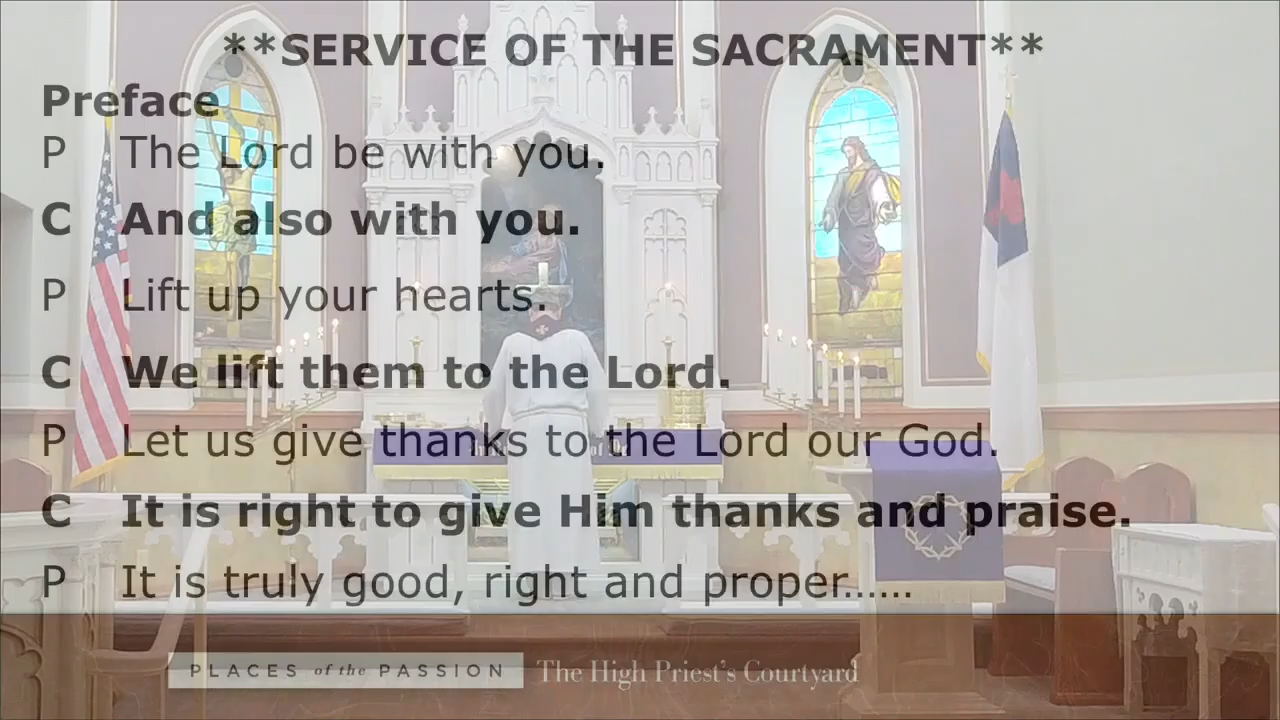 **SERVICE OF THE SACRAMENT**
Preface
P The Lord be with you.
C And also with you.
P Lift up your hearts.
C We lift them to the Lord.
P Let us give thanks to the Lord our God.
C It is right to give Him thanks and praise.
P It is truly good, right and proper......
PLACES of the PASSION The High Priest's Courtyard